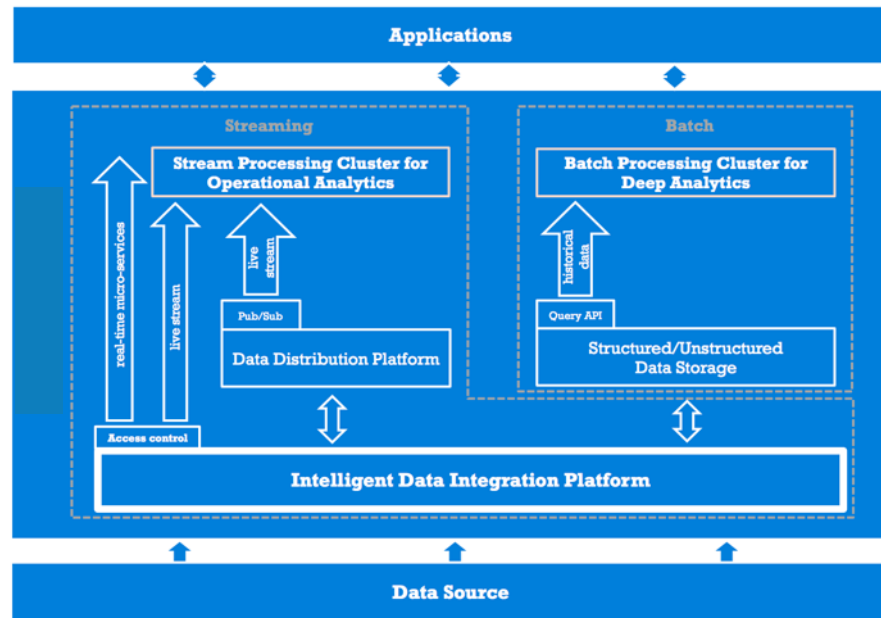 Applications
Streaming
Batch
Stream Processing Cluster for
Operational Analytics
Batch Processing Cluster for
Deep Analytics
real-time micro-services
live stream
live
stream
historical
data
Pub/Sub
Query API
Data Distribution Platform
Structured/Unstructured
Data Storage
Access control
Intelligent Data Integration Platform
Data Source